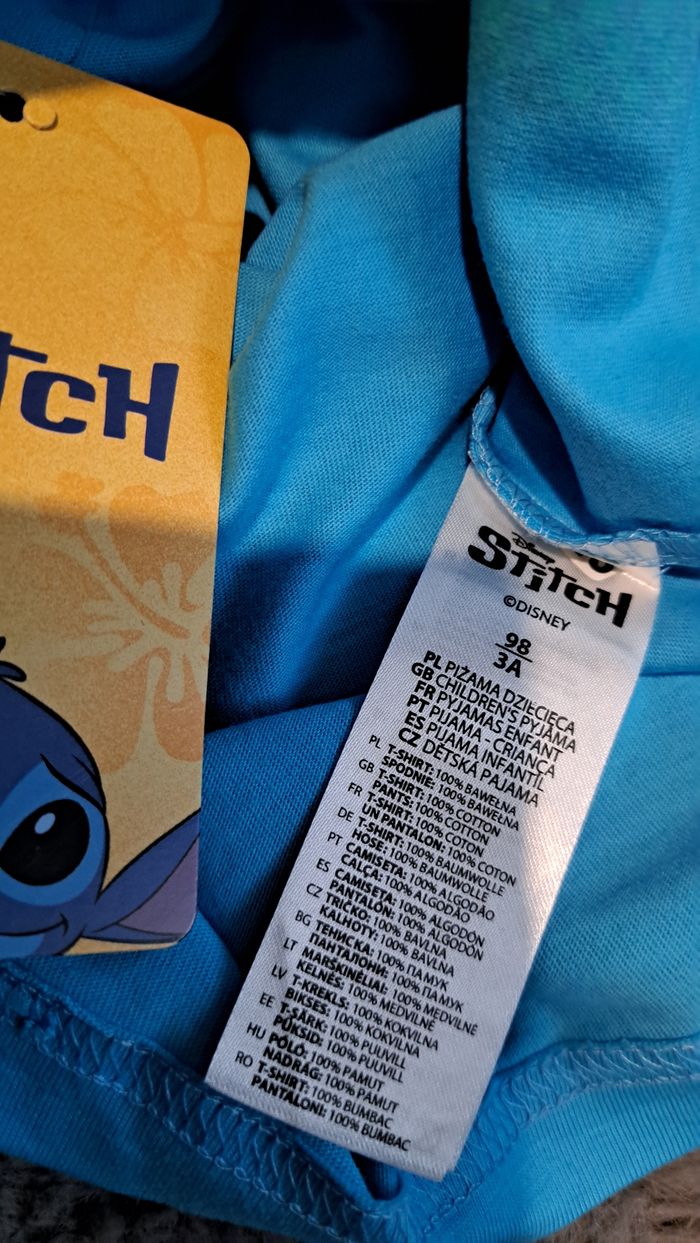 TCH
Disney
STITCH
©DISNEY
98
3A
PL PIŻAMA DZIECIĘCA
GB CHILDREN'S PYJAMA
FR PYJAMAS ENFANT
PT PIJAMA - CRIANÇA
ES PIJAMA INFANTIL
CZ DĚTSKÁ PAJAMA
PL T-SHIRT: 100% BAWEŁNA
SPODNIE: 100% BAWEŁNA
GB T-SHIRT: 100% COTTON
PANTS: 100% COTTON
FR T-SHIRT: 100% COTON
UN PANTALON: 100% COTON
DE T-SHIRT: 100% BAUMWOLLE
HOSE: 100% BAUMWOLLE
PT CAMISETA: 100% ALGODÃO
CALÇA: 100% ALGODÃO
ES CAMISETA: 100% ALGODÓN
PANTALÓN: 100% ALGODÓN
CZ TRIČKO: 100% BAVLNA
KALHOTY: 100% BAVLNA
BG ТЕНИСКА: 100% ПАМУК
ПАНТАЛОНИ: 100% ПАМУК
LT MARŠKINĖLIAI: 100% MEDVILNĖ
KELNĖS: 100% MEDVILNĖ
LV T-KREKLS: 100% KOKVILNA
BIKSES: 100% KOKVILNA
EE T-SÄRK: 100% PUUVILL
PÜKSID: 100% PUUVILL
HU PÓLÓ: 100% PAMUT
NADRÁG: 100% PAMUT
RO T-SHIRT: 100% BUMBAC
PANTALONI: 100% BUMBAC